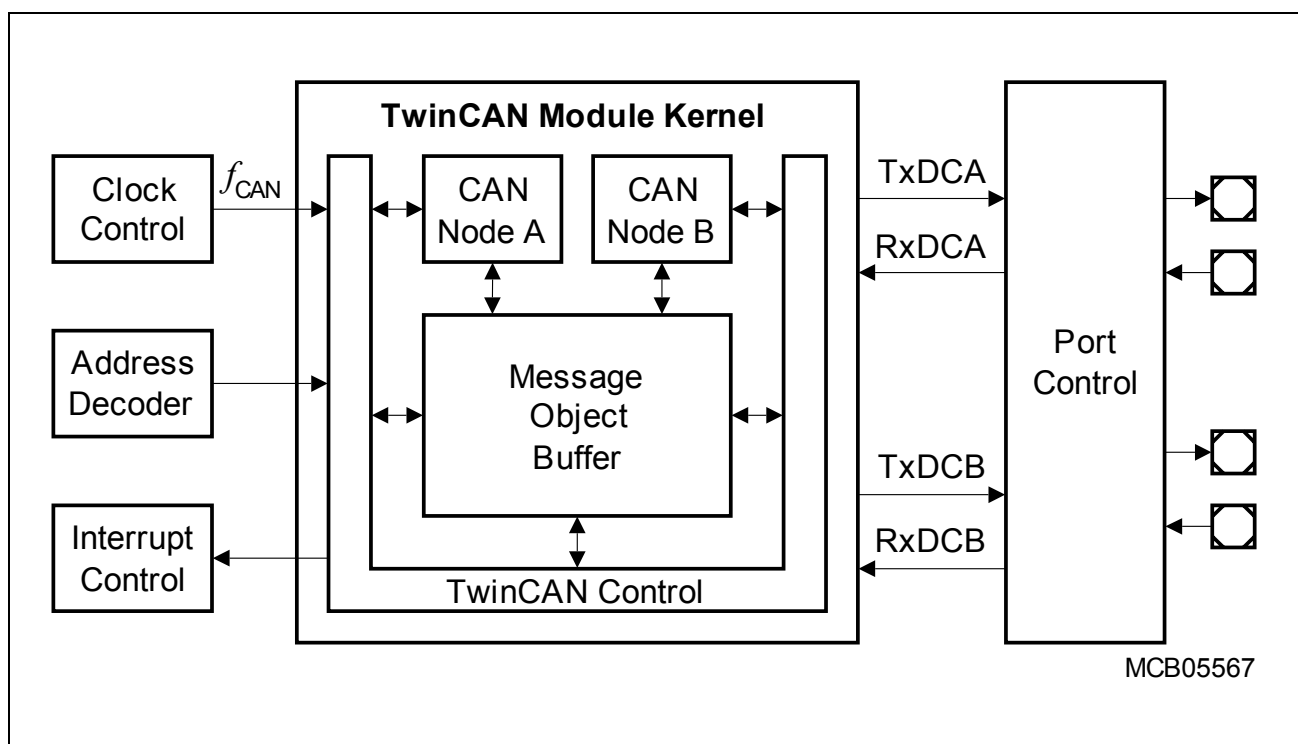 TwinCAN Module Kernel
Clock
Control
fCAN
CAN
Node A
CAN
Node B
TxDCA
RxDCA
Address
Decoder
Message
Object
Buffer
Port
Control
TxDCB
RxDCB
Interrupt
Control
TwinCAN Control
MCB05567